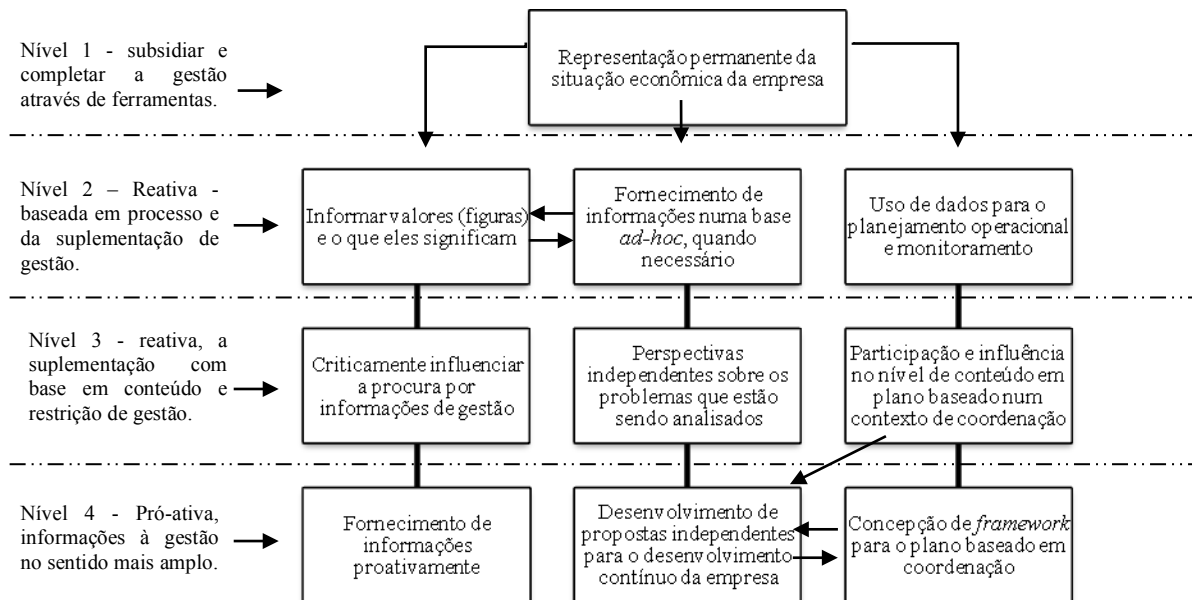 Nível 1 - subsidiar e
completar a gestão
através de ferramentas.
Representação permanente da
situação econômica da empresa
Nível 2 – Reativa -
baseada em processo e
da suplementação de
gestão.
Informar valores (figuras)
e o que eles significam
Fornecimento de
informações numa base
ad-hoc, quando
necessário
Uso de dados para o
planejamento operacional
e monitoramento
Nível 3 - reativa, a
suplementação com
base em conteúdo e
restrição de gestão.
Criticamente influenciar
a procura por
informações de gestão
Perspectivas
independentes sobre os
problemas que estão
sendo analisados
Participação e influência
no nível de conteúdo em
plano baseado num
contexto de coordenação
Nível 4 - Pró-ativa,
informações à gestão
no sentido mais amplo.
Fornecimento de
informações
proativamente
Desenvolvimento de
propostas independentes
para o desenvolvimento
contínuo da empresa
Concepção de framework
para o plano baseado em
coordenação